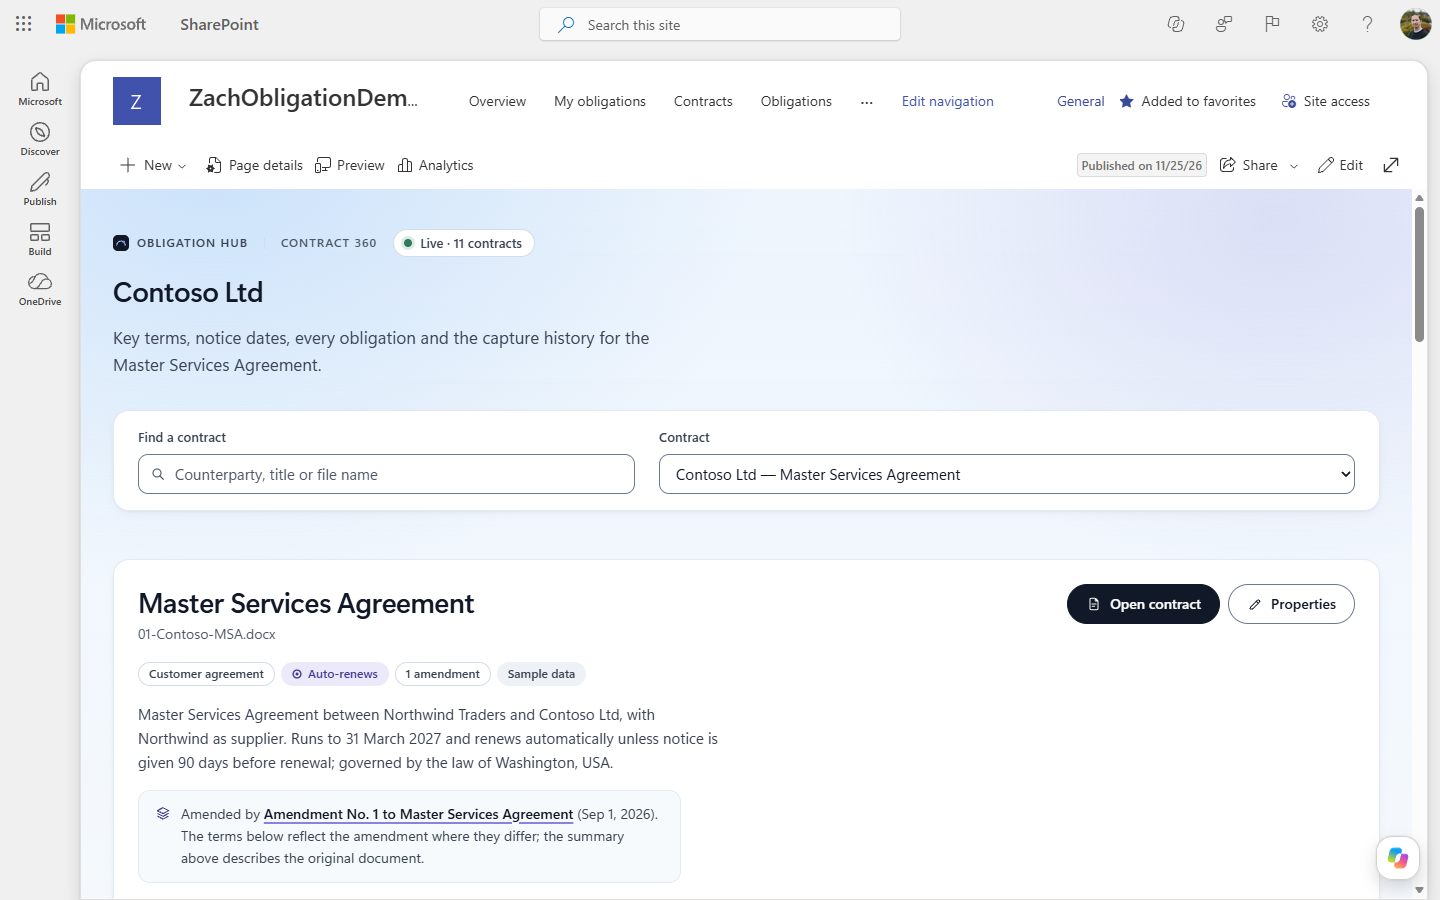 Microsoft
SharePoint
Search this site
Microsoft
Discover
Publish
Build
OneDrive
Z
ZachObligationDem...
Overview
My obligations
Contracts
Obligations
...
Edit navigation
General
Added to favorites
Site access
New
Page details
Preview
Analytics
Published on 11/25/26
Share
Edit
OBLIGATION HUB
CONTRACT 360
Live · 11 contracts
Contoso Ltd
Key terms, notice dates, every obligation and the capture history for the
Master Services Agreement.
Find a contract
Counterparty, title or file name
Contract
Contoso Ltd — Master Services Agreement
Master Services Agreement
01-Contoso-MSA.docx
Open contract
Properties
Customer agreement
Auto-renews
1 amendment
Sample data
Master Services Agreement between Northwind Traders and Contoso Ltd, with
Northwind as supplier. Runs to 31 March 2027 and renews automatically unless notice is
given 90 days before renewal; governed by the law of Washington, USA.
Amended by Amendment No. 1 to Master Services Agreement (Sep 1, 2026).
The terms below reflect the amendment where they differ; the summary
above describes the original document.